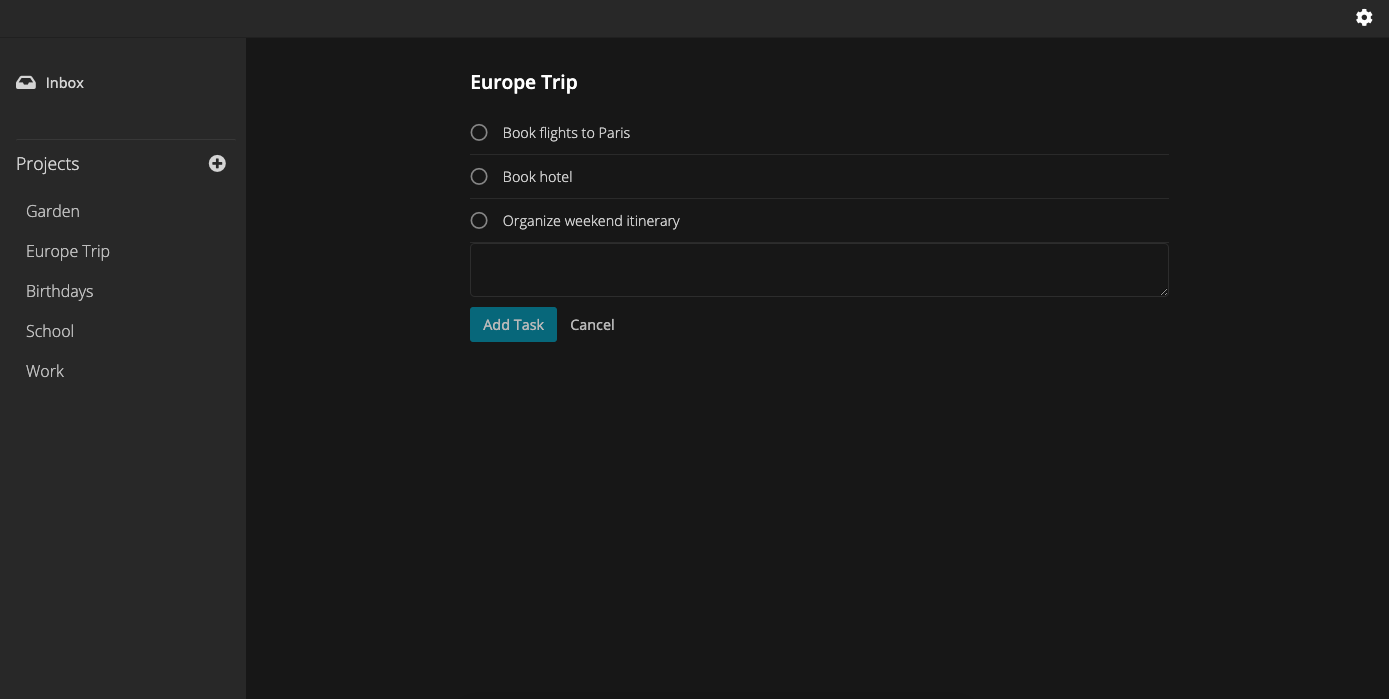 Inbox
Projects
Garden
Europe Trip
Birthdays
School
Work
Europe Trip
Book flights to Paris
Book hotel
Organize weekend itinerary
Add Task Cancel